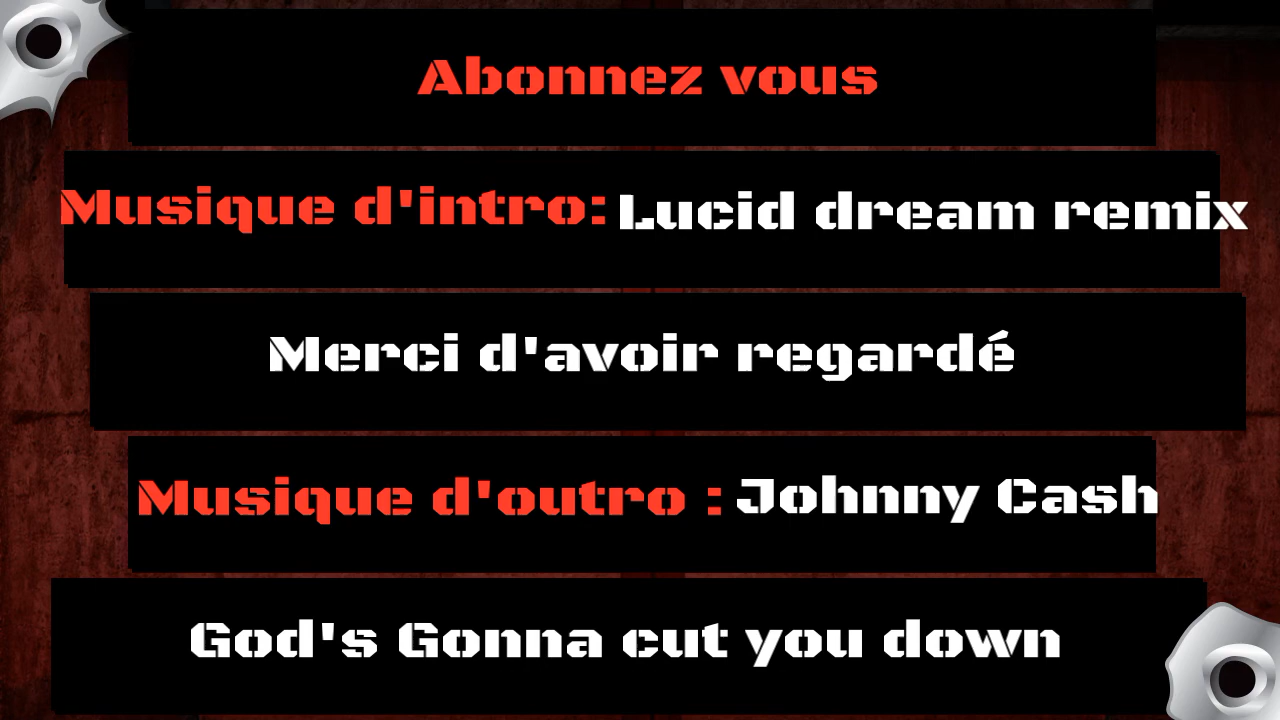 Abonnez vous
Musique d'intro: Lucid dream remix
Merci d'avoir regardé
Musique d'outro : Johnny Cash
God's Gonna cut you down